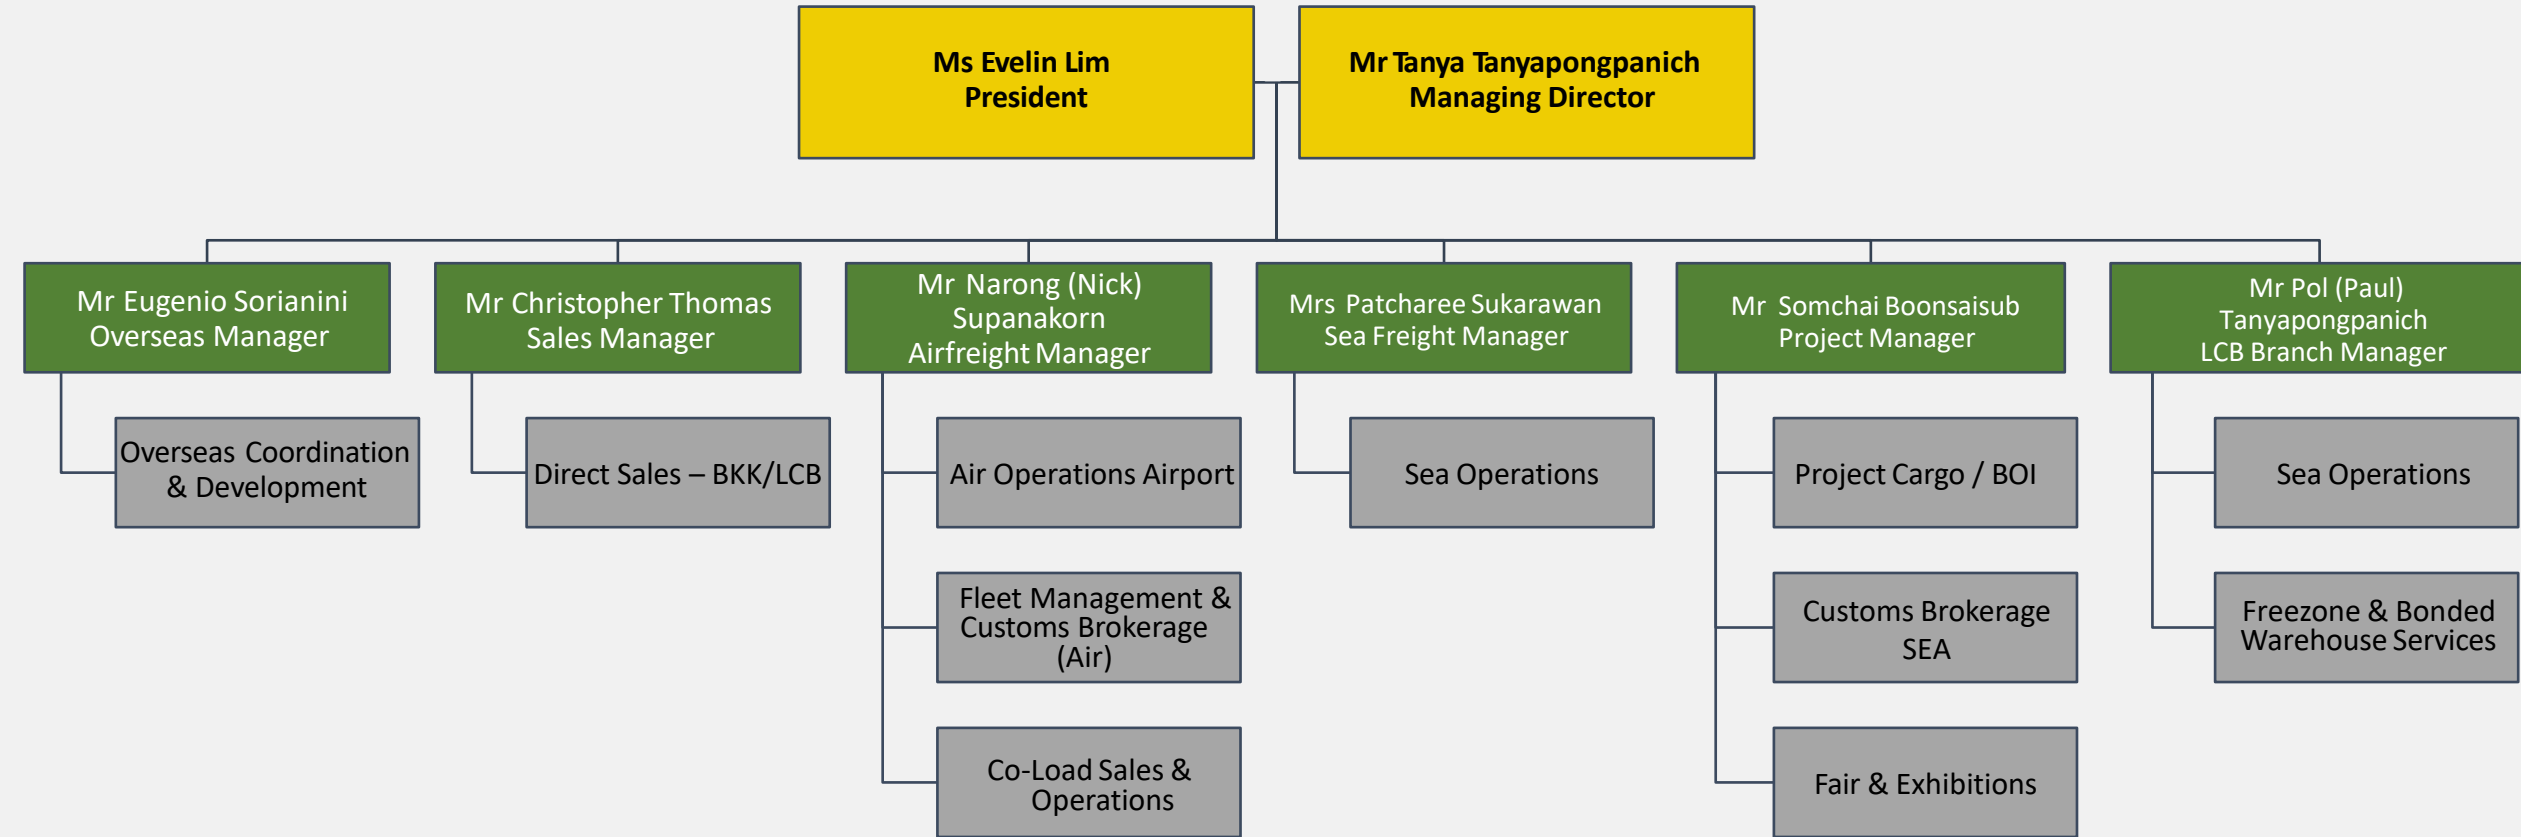 Ms Evelin Lim
President
Mr Tanya Tanyapongpanich
Managing Director
Mr Eugenio Sorianini
Overseas Manager
Mr Christopher Thomas
Sales Manager
Mr Narong (Nick)
Supanakorn
Airfreight Manager
Mrs Patcharee Sukarawan
Sea Freight Manager
Mr Somchai Boonsaisub
Project Manager
Mr Pol (Paul)
Tanyapongpanich
LCB Branch Manager
Overseas Coordination
& Development
Direct Sales – BKK/LCB
Air Operations Airport
Sea Operations
Project Cargo / BOI
Sea Operations
Fleet Management &
Customs Brokerage
(Air)
Customs Brokerage
SEA
Freezone & Bonded
Warehouse Services
Co-Load Sales &
Operations
Fair & Exhibitions